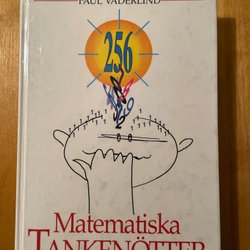 PAUL VADERLIND
256
Matematiska
TANKENÖTTER